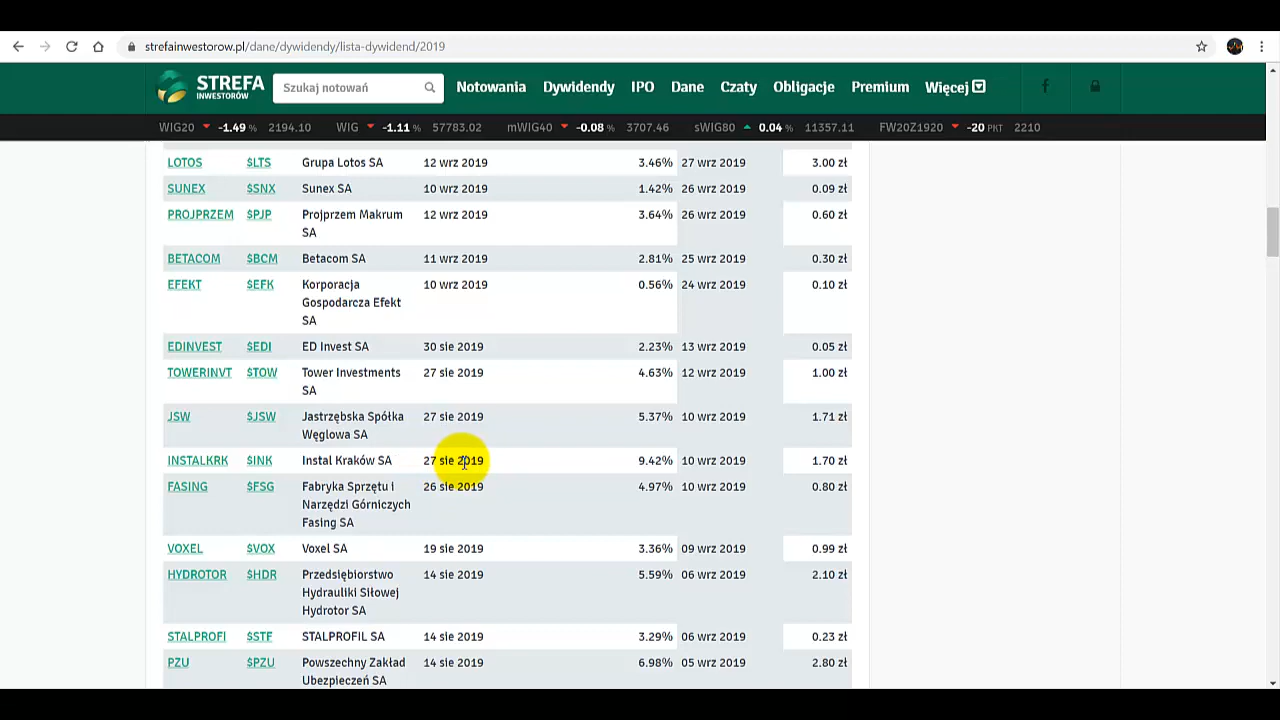 strefainwestorow.pl/dane/dywidendy/lista-dywidend/2019
STREFA
INWESTORÓW
Szukaj notowań
Notowania Dywidendy IPO Dane Czaty Obligacje Premium Więcej
WIG20 -1.49 % 2194.10 WIG -1.11 % 57783.02 mWIG40 -0.08 % 3707.46 sWIG80 0.04 % 11357.11 FW20Z1920 -20 PKT 2210
LOTOS $LTS Grupa Lotos SA 12 wrz 2019 3.46% 27 wrz 2019 3.00 zł
SUNEX $SNX Sunex SA 10 wrz 2019 1.42% 26 wrz 2019 0.09 zł
PROJPRZEM $PJP Projprzem Makrum 12 wrz 2019 3.64% 26 wrz 2019 0.60 zł
SA
BETACOM $BCM Betacom SA 11 wrz 2019 2.81% 25 wrz 2019 0.30 zł
EFEKT $EFK Korporacja 10 wrz 2019 0.56% 24 wrz 2019 0.10 zł
Gospodarcza Efekt
SA
EDINVEST $EDI ED Invest SA 30 sie 2019 2.23% 13 wrz 2019 0.05 zł
TOWERINVT $TOW Tower Investments 27 sie 2019 4.63% 12 wrz 2019 1.00 zł
SA
JSW $JSW Jastrzębska Spółka 27 sie 2019 5.37% 10 wrz 2019 1.71 zł
Węglowa SA
INSTALKRK $INK Instal Kraków SA 27 sie 2019 9.42% 10 wrz 2019 1.70 zł
FASING $FSG Fabryka Sprzętu i 26 sie 2019 4.97% 10 wrz 2019 0.80 zł
Narzędzi Górniczych
Fasing SA
VOXEL $VOX Voxel SA 19 sie 2019 3.36% 09 wrz 2019 0.99 zł
HYDROTOR $HDR Przedsiębiorstwo 14 sie 2019 5.59% 06 wrz 2019 2.10 zł
Hydrauliki Siłowej
Hydrotor SA
STALPROFI $STF STALPROFIL SA 14 sie 2019 3.29% 06 wrz 2019 0.23 zł
PZU $PZU Powszechny Zakład 14 sie 2019 6.98% 05 wrz 2019 2.80 zł
Ubezpieczeń SA